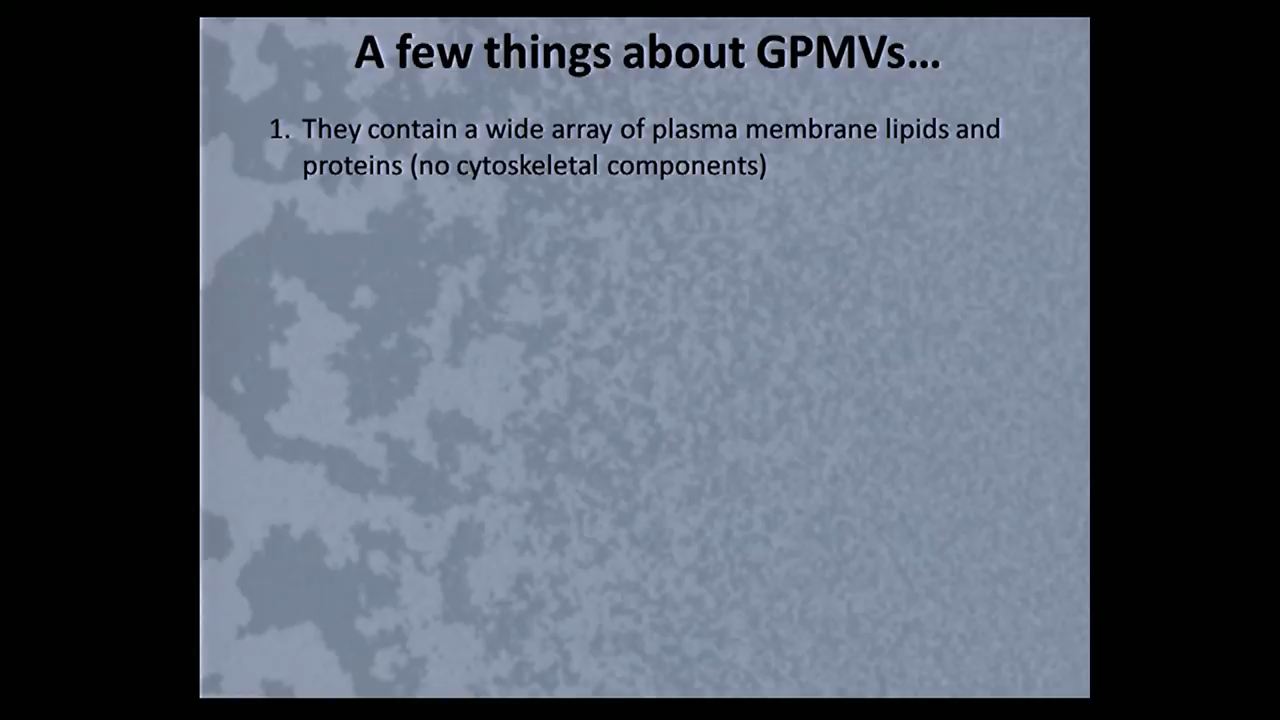 A few things about GPMVs...
1. They contain a wide array of plasma membrane lipids and
proteins (no cytoskeletal components)